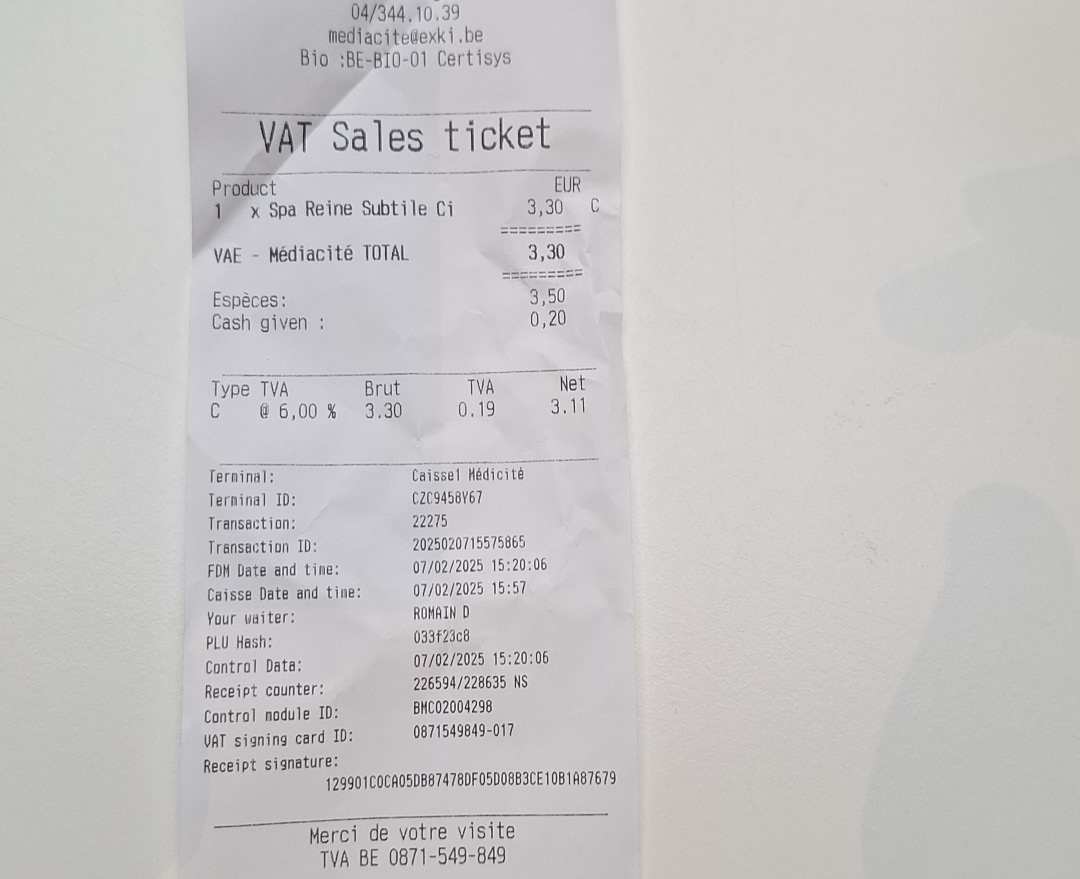 04/344.10.39
mediacite@exki.be
Bio :BE-BIO-01 Certisys
VAT Sales ticket
Product EUR
1 x Spa Reine Subtile Ci 3,30 C
=========
VAE - Médiacité TOTAL 3,30
=========
Espèces: 3,50
Cash given : 0,20
Type TVA Brut TVA Net
C @ 6,00 % 3.30 0.19 3.11
Terminal: Caisse1 Médicité
Terminal ID: CZC9458Y67
Transaction: 22275
Transaction ID: 2025020715575865
FDM Date and time: 07/02/2025 15:20:06
Caisse Date and time: 07/02/2025 15:57
Your waiter: ROMAIN D
PLU Hash: 033f23c8
Control Data: 07/02/2025 15:20:06
Receipt counter: 226594/228635 NS
Control module ID: BMC02004298
VAT signing card ID: 0871549849-017
Receipt signature:
129901C0CA05DB87478DF05D08B3CE10B1A87679
Merci de votre visite
TVA BE 0871-549-849